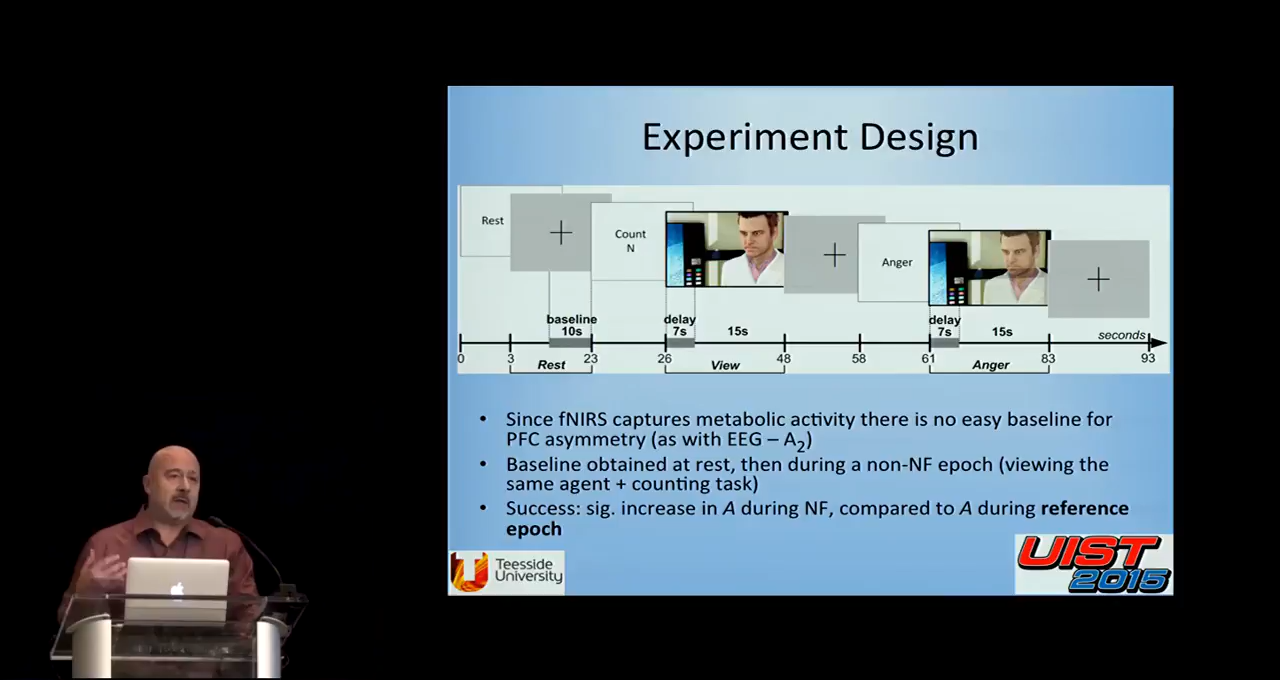 Experiment Design
Rest
Count
N
Anger
baseline
10s
delay
7s
15s
delay
7s
15s
seconds
0
3
23
26
48
58
61
83
93
Rest
View
Anger
• Since fNIRS captures metabolic activity there is no easy baseline for
PFC asymmetry (as with EEG – A2)
• Baseline obtained at rest, then during a non-NF epoch (viewing the
same agent + counting task)
• Success: sig. increase in A during NF, compared to A during reference
epoch
Teesside
University
UIST
2015